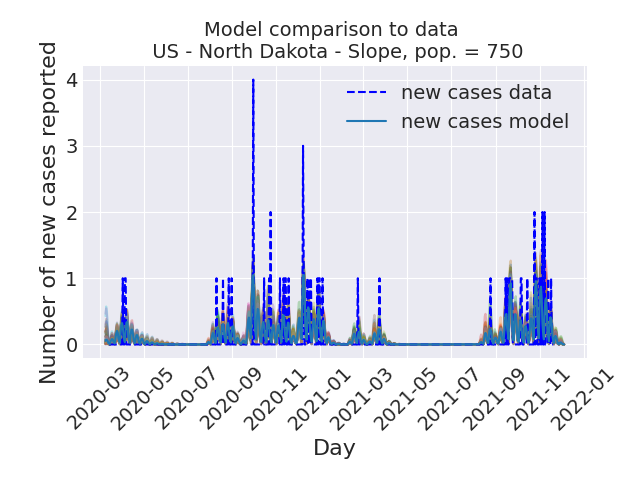 Model comparison to data
US - North Dakota - Slope, pop. = 750
new cases data
new cases model
Number of new cases reported
4
3
2
1
0
2020-03
2020-05
2020-07
2020-09
2020-11
2021-01
2021-03
2021-05
2021-07
2021-09
2021-11
2022-01
Day